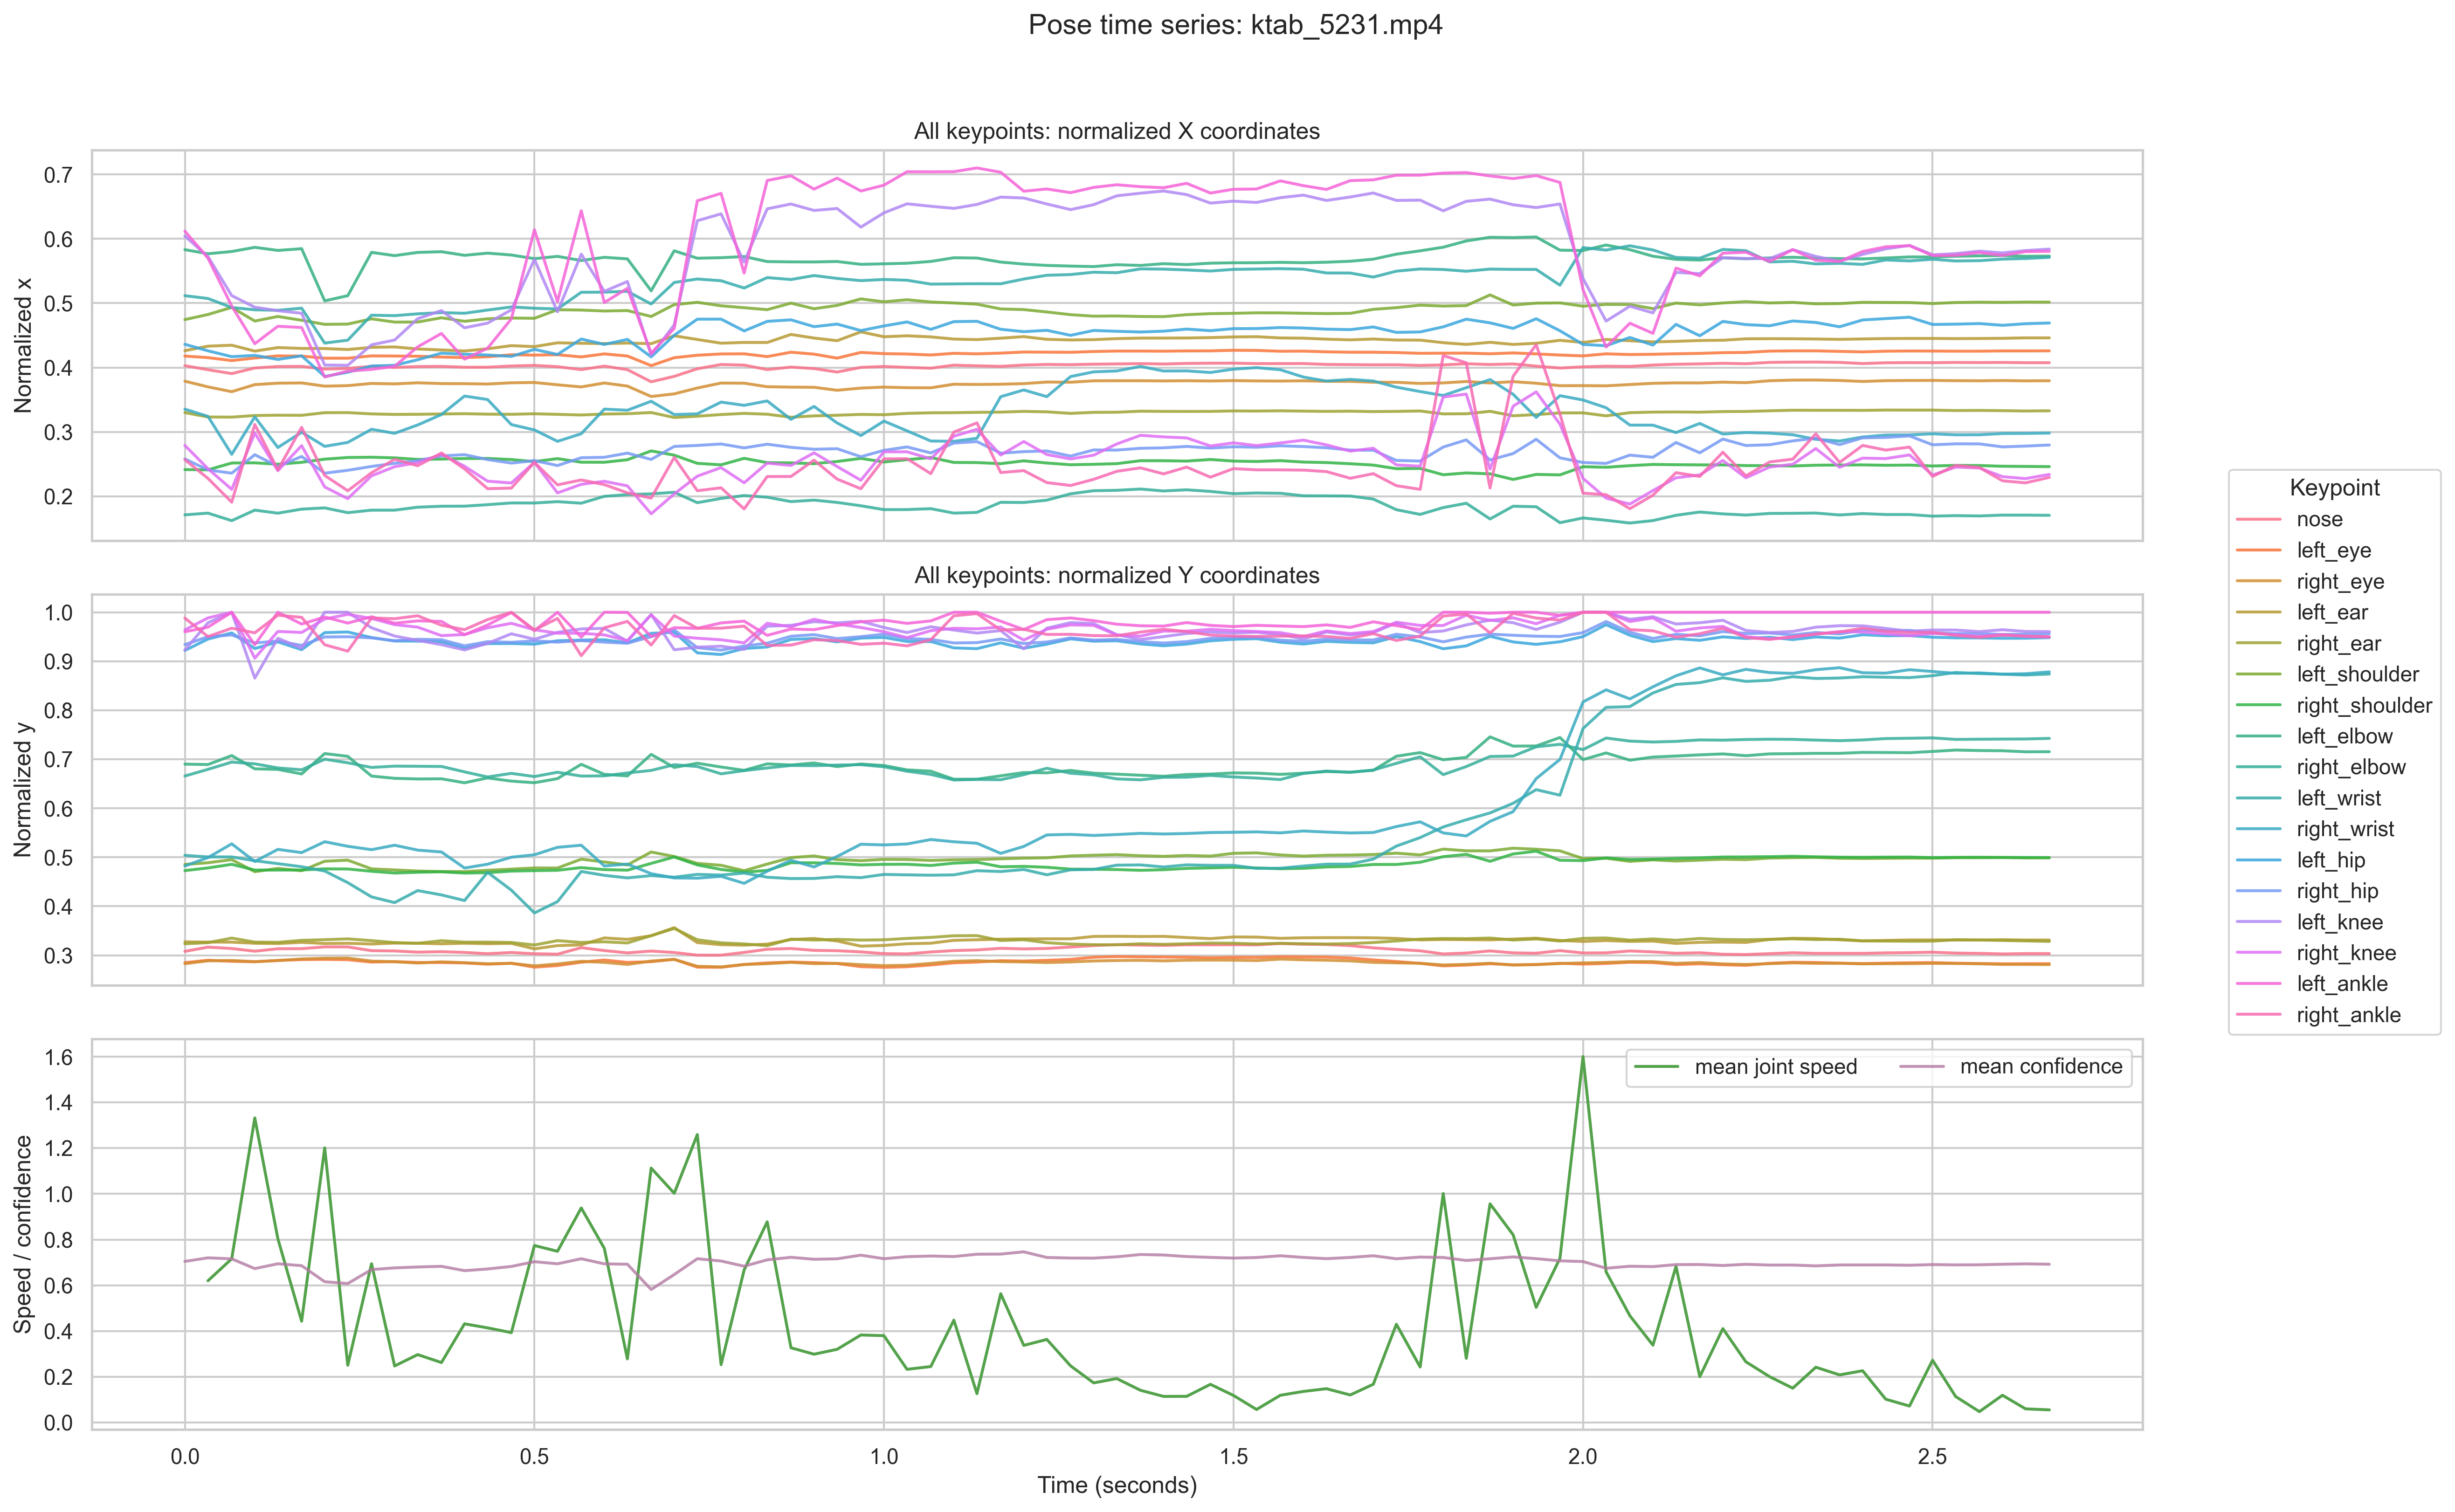 Pose time series: ktab_5231.mp4
All keypoints: normalized X coordinates
Normalized x
0.7
0.6
0.5
0.4
0.3
0.2
All keypoints: normalized Y coordinates
Normalized y
1.0
0.9
0.8
0.7
0.6
0.5
0.4
0.3
Keypoint
nose
left_eye
right_eye
left_ear
right_ear
left_shoulder
right_shoulder
left_elbow
right_elbow
left_wrist
right_wrist
left_hip
right_hip
left_knee
right_knee
left_ankle
right_ankle
Speed / confidence
1.6
1.4
1.2
1.0
0.8
0.6
0.4
0.2
0.0
mean joint speed mean confidence
0.0 0.5 1.0 1.5 2.0 2.5
Time (seconds)